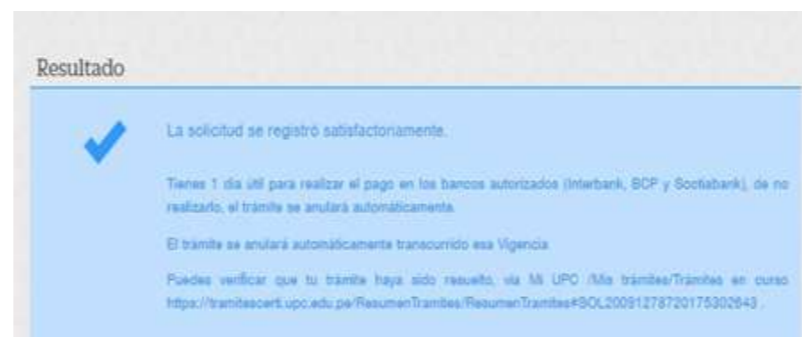 Resultado
La solicitud se registró satisfactoriamente.
Tienes 1 día útil para realizar el pago en los bancos autorizados (Interbank, BCP y Scotiabank), de no
realizarlo, el trámite se anulará automáticamente.
El trámite se anulará automáticamente transcurrido esa Vigencia
Puedes verificar que tu trámite haya sido resuelto, vía Mi UPC /Mis trámites/Trámites en curso
https://tramitescert.upc.edu.pe/ResumenTramites/ResumenTramites#SOL20091278720175302643 .